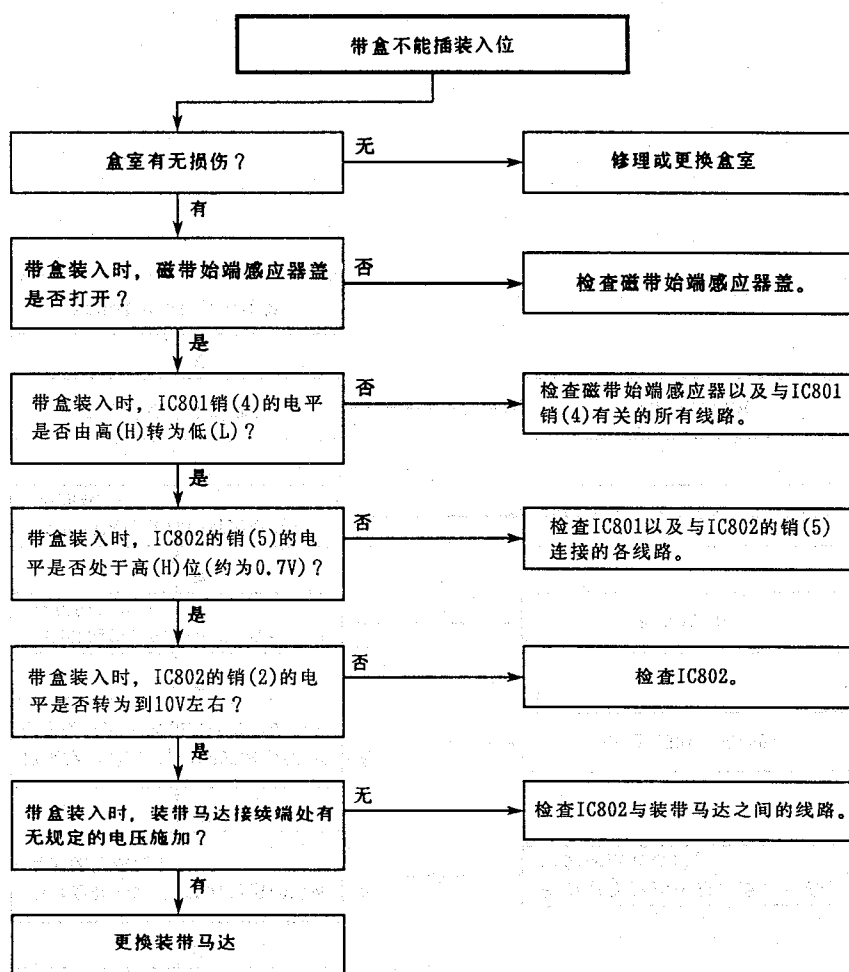 带盒不能插装入位
盒室有无损伤？
无
修理或更换盒室
有
带盒装入时，磁带始端感应器盖
是否打开？
否
检查磁带始端感应器盖。
是
带盒装入时，IC801销(4)的电平
是否由高(H)转为低(L)？
否
检查磁带始端感应器以及与IC801
销(4)有关的所有线路。
是
带盒装入时，IC802的销(5)的电
平是否处于高(H)位(约为0.7V)？
否
检查IC801以及与IC802的销(5)
连接的各线路。
是
带盒装入时，IC802的销(2)的电
平是否转为到10V左右？
否
检查IC802。
是
带盒装入时，装带马达接续端处有
无规定的电压施加？
无
检查IC802与装带马达之间的线路。
有
更换装带马达